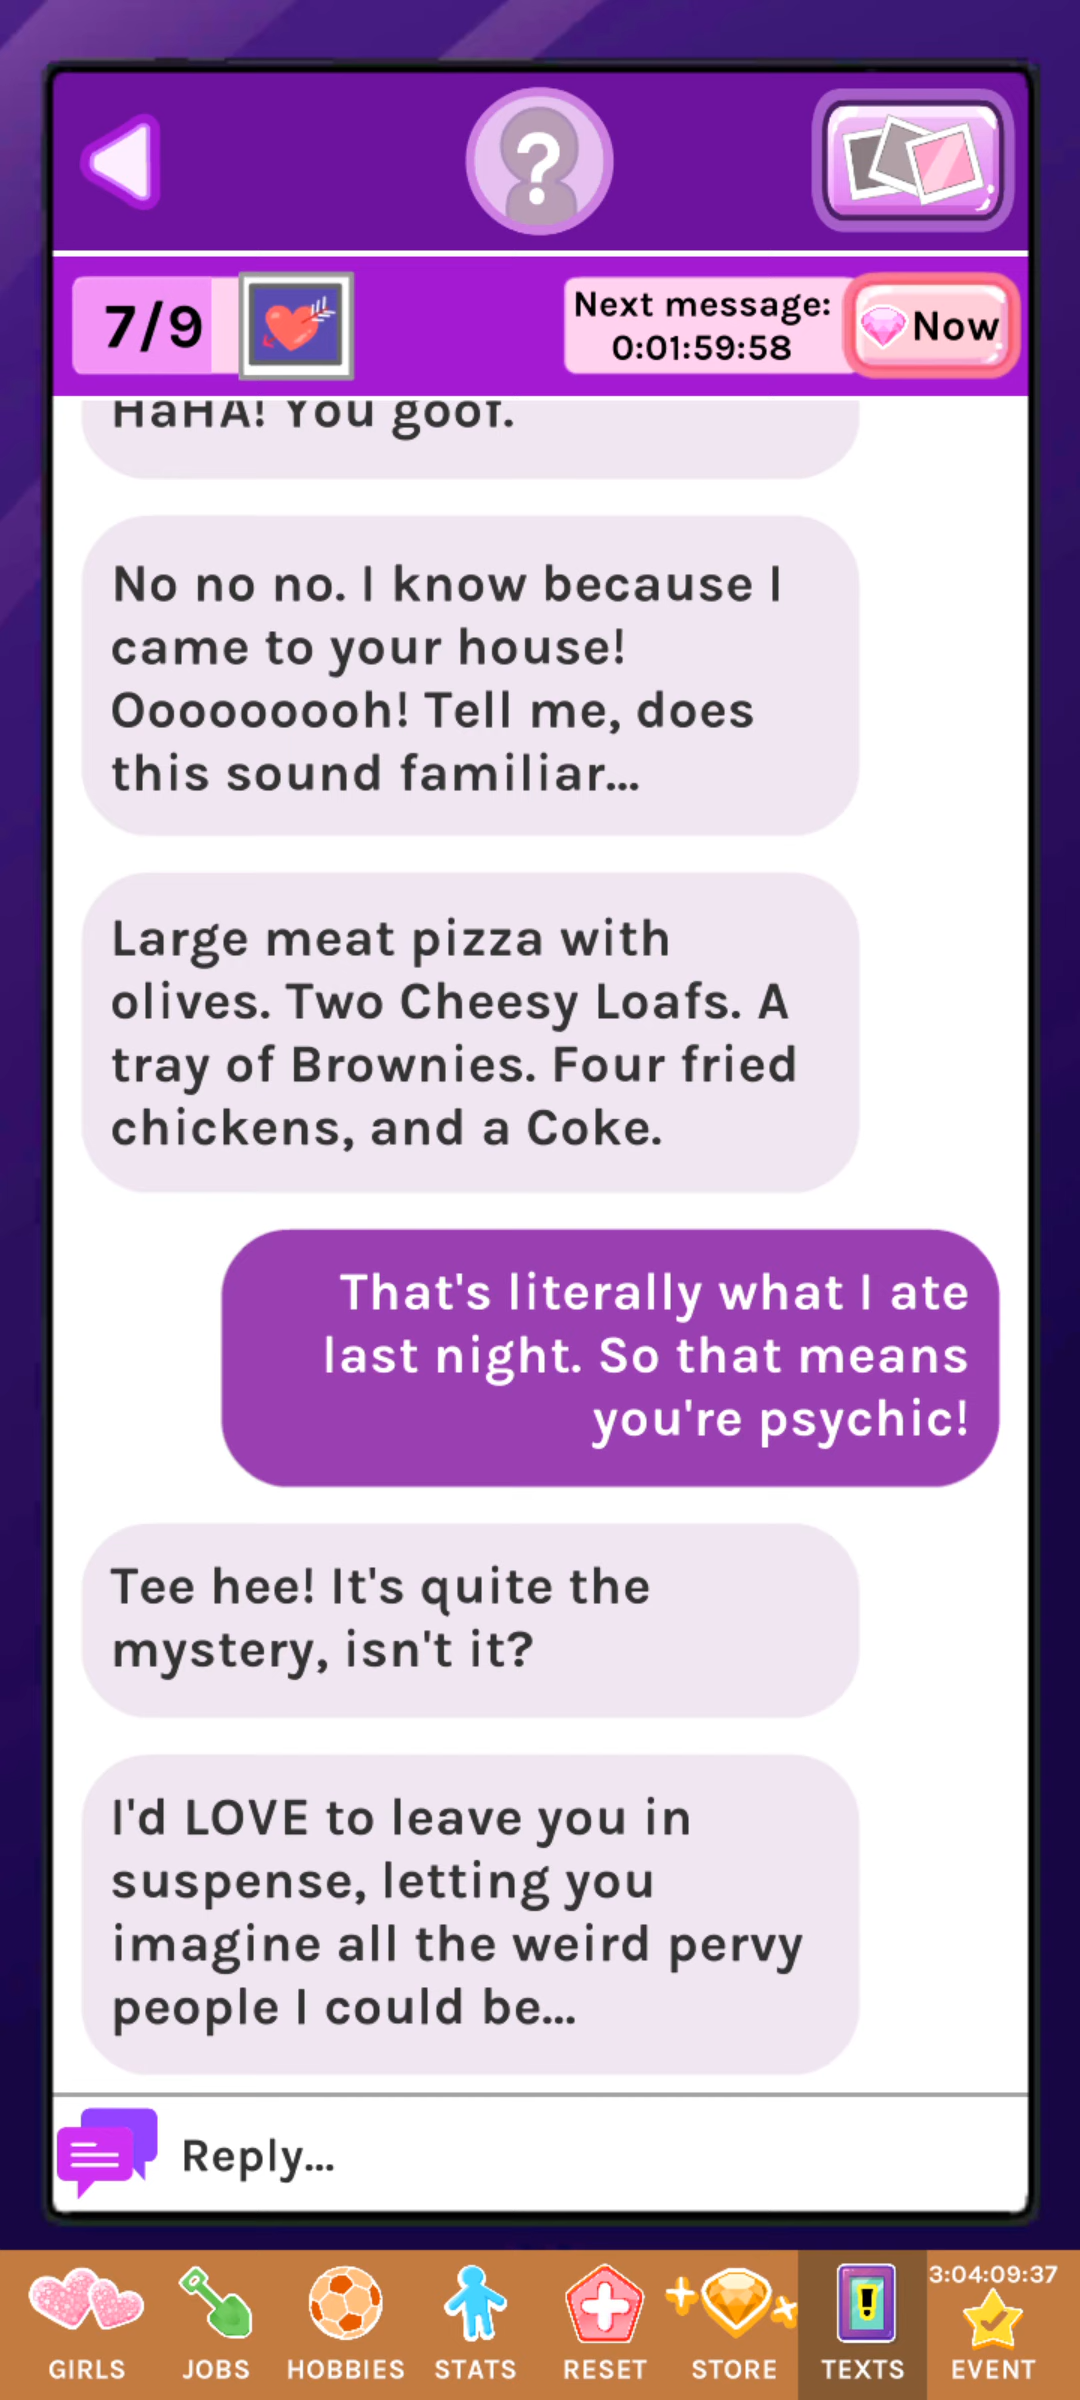 ?
7/9
Next message:
0:01:59:58
Now
HaHA! You goof.
No no no. I know because I
came to your house!
Ooooooooh! Tell me, does
this sound familiar...
Large meat pizza with
olives. Two Cheesy Loafs. A
tray of Brownies. Four fried
chickens, and a Coke.
That's literally what I ate
last night. So that means
you're psychic!
Tee hee! It's quite the
mystery, isn't it?
I'd LOVE to leave you in
suspense, letting you
imagine all the weird pervy
people I could be...
Reply...
3:04:09:37
GIRLS
JOBS
HOBBIES
STATS
RESET
STORE
TEXTS
EVENT